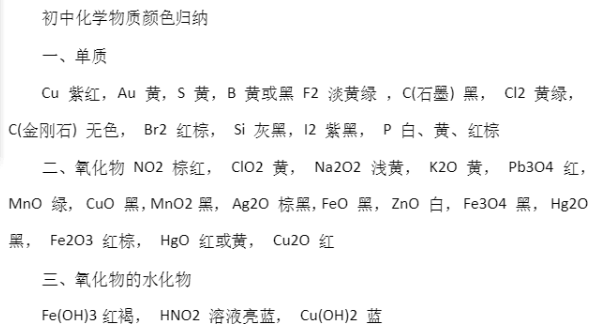 初中化学物质颜色归纳
一、单质
Cu 紫红，Au 黄，S 黄，B 黄或黑 F2 淡黄绿 ，C(石墨) 黑， Cl2 黄绿，
C(金刚石) 无色， Br2 红棕， Si 灰黑，I2 紫黑， P 白、黄、红棕
二、氧化物 NO2 棕红， ClO2 黄， Na2O2 浅黄， K2O 黄， Pb3O4 红，
MnO 绿，CuO 黑，MnO2 黑， Ag2O 棕黑，FeO 黑，ZnO 白，Fe3O4 黑，Hg2O
黑， Fe2O3 红棕， HgO 红或黄， Cu2O 红
三、氧化物的水化物
Fe(OH)3 红褐， HNO2 溶液亮蓝， Cu(OH)2 蓝